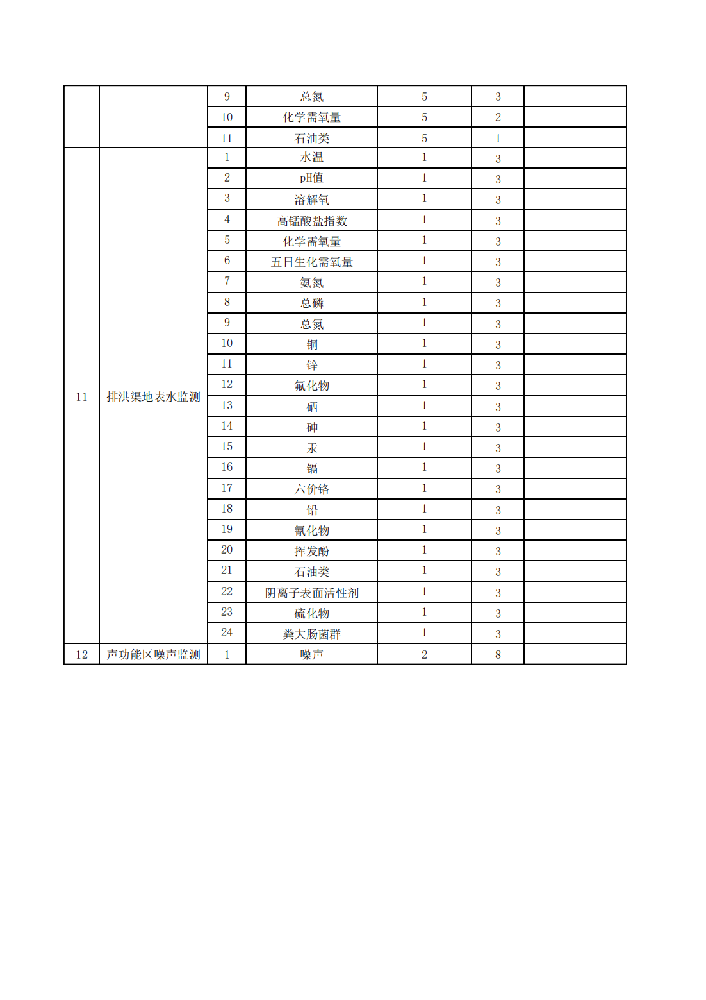 9 总氮 5 3
10 化学需氧量 5 2
11 石油类 5 1
1 水温 1 3
2 pH值 1 3
3 溶解氧 1 3
4 高锰酸盐指数 1 3
5 化学需氧量 1 3
6 五日生化需氧量 1 3
7 氨氮 1 3
8 总磷 1 3
9 总氮 1 3
10 铜 1 3
11 锌 1 3
12 氟化物 1 3
11 排洪渠地表水监测 13 硒 1 3
14 砷 1 3
15 汞 1 3
16 镉 1 3
17 六价铬 1 3
18 铅 1 3
19 氰化物 1 3
20 挥发酚 1 3
21 石油类 1 3
22 阴离子表面活性剂 1 3
23 硫化物 1 3
24 粪大肠菌群 1 3
12 声功能区噪声监测 1 噪声 2 8